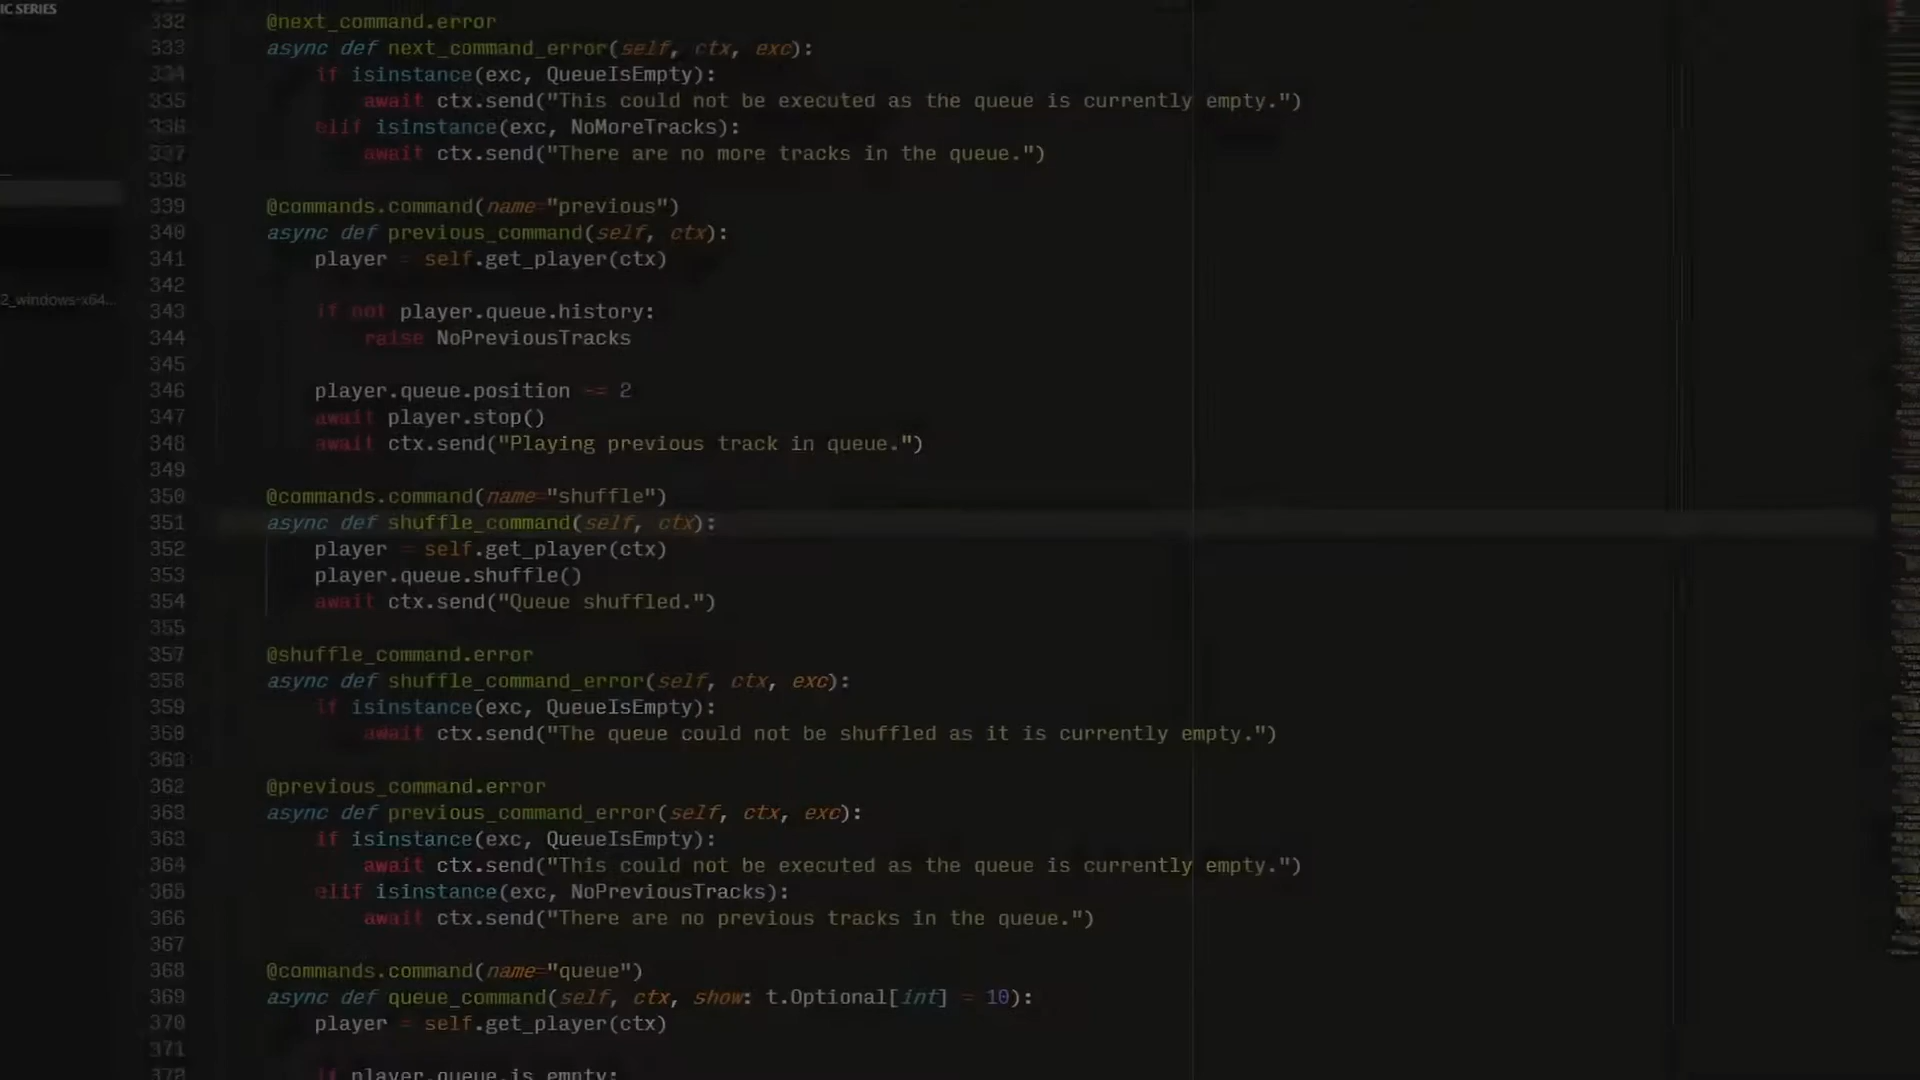 IC SERIES
332 @next_command.error
333 async def next_command_error(self, ctx, exc):
334 if isinstance(exc, QueueIsEmpty):
335 await ctx.send("This could not be executed as the queue is currently empty.")
336 elif isinstance(exc, NoMoreTracks):
337 await ctx.send("There are no more tracks in the queue.")
338
339 @commands.command(name="previous")
340 async def previous_command(self, ctx):
341 player = self.get_player(ctx)
342
2_windows-x64...
343 if not player.queue.history:
344 raise NoPreviousTracks
345
346 player.queue.position -= 2
347 await player.stop()
348 await ctx.send("Playing previous track in queue.")
349
350 @commands.command(name="shuffle")
351 async def shuffle_command(self, ctx):
352 player = self.get_player(ctx)
353 player.queue.shuffle()
354 await ctx.send("Queue shuffled.")
355
357 @shuffle_command.error
358 async def shuffle_command_error(self, ctx, exc):
359 if isinstance(exc, QueueIsEmpty):
await ctx.send("The queue could not be shuffled as it is currently empty.")
362 @previous_command.error
363 async def previous_command_error(self, ctx, exc):
363 if isinstance(exc, QueueIsEmpty):
364 await ctx.send("This could not be executed as the queue is currently empty.")
365 elif isinstance(exc, NoPreviousTracks):
366 await ctx.send("There are no previous tracks in the queue.")
367
368 @commands.command(name="queue")
369 async def queue_command(self, ctx, show: t.Optional[int] = 10):
370 player = self.get_player(ctx)
371
372 if player.queue.is_empty: